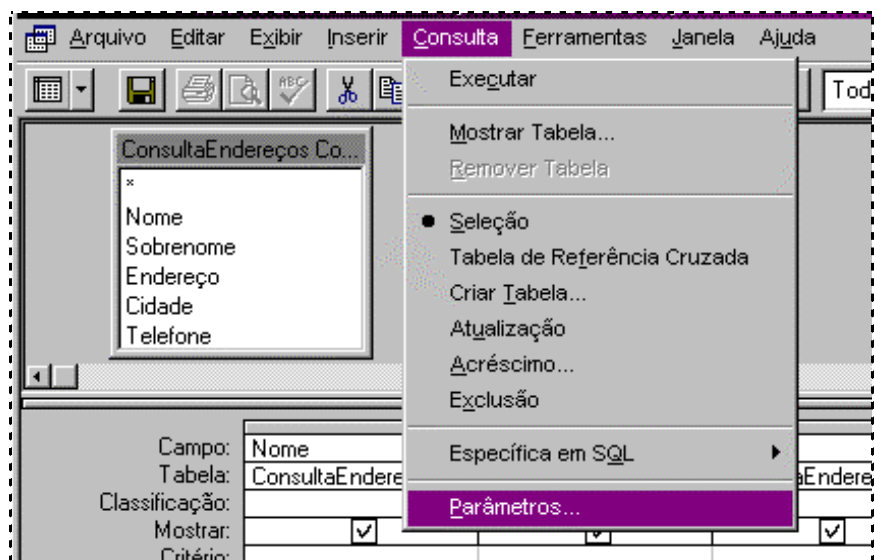 Arquivo Editar Exibir Inserir Consulta Ferramentas Janela Ajuda
ABC
Tod
Executar
Mostrar Tabela...
Remover Tabela
Seleção
Tabela de Referência Cruzada
Criar Tabela...
Atualização
Acréscimo...
Exclusão
Específica em SQL
Parâmetros...
ConsultaEndereços Co...
*
Nome
Sobrenome
Endereço
Cidade
Telefone
Campo: Nome
Tabela: ConsultaEndere aEndere
Classificação:
Mostrar:
Critério: